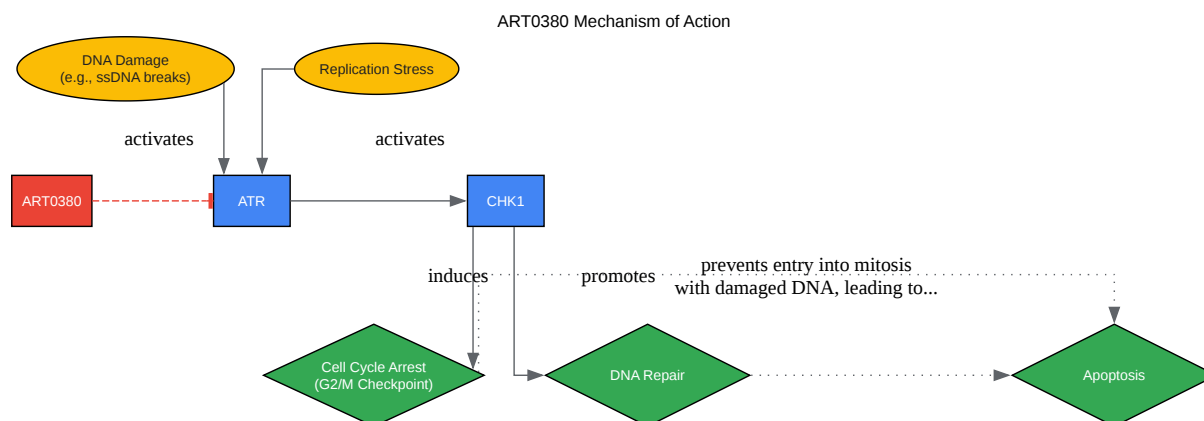 ART0380 Mechanism of Action
DNA Damage
(e.g., ssDNA breaks)
Replication Stress
activates
activates
ART0380
ATR
CHK1
induces
promotes
prevents entry into mitosis
with damaged DNA, leading to...
Cell Cycle Arrest
(G2/M Checkpoint)
DNA Repair
Apoptosis